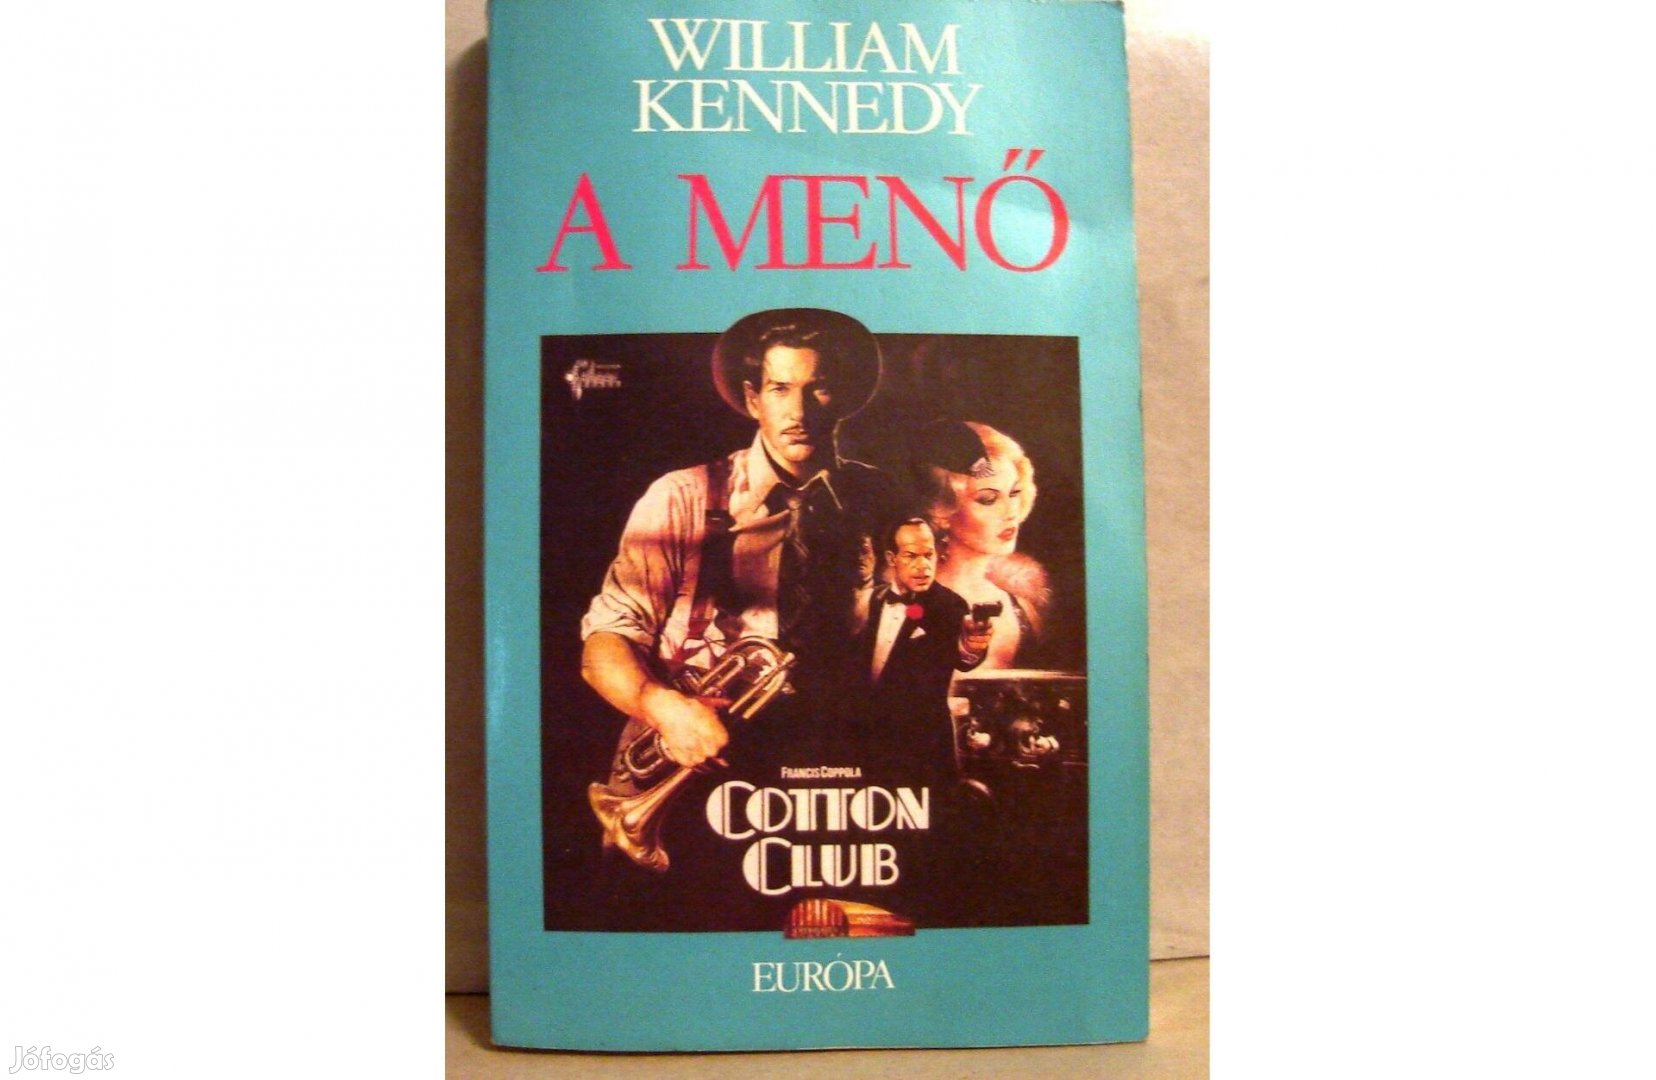 WILLIAM
KENNEDY
A MENŐ
FRANCIS COPPOLA
COTTON
CLUB
EURÓPA
Jófogás